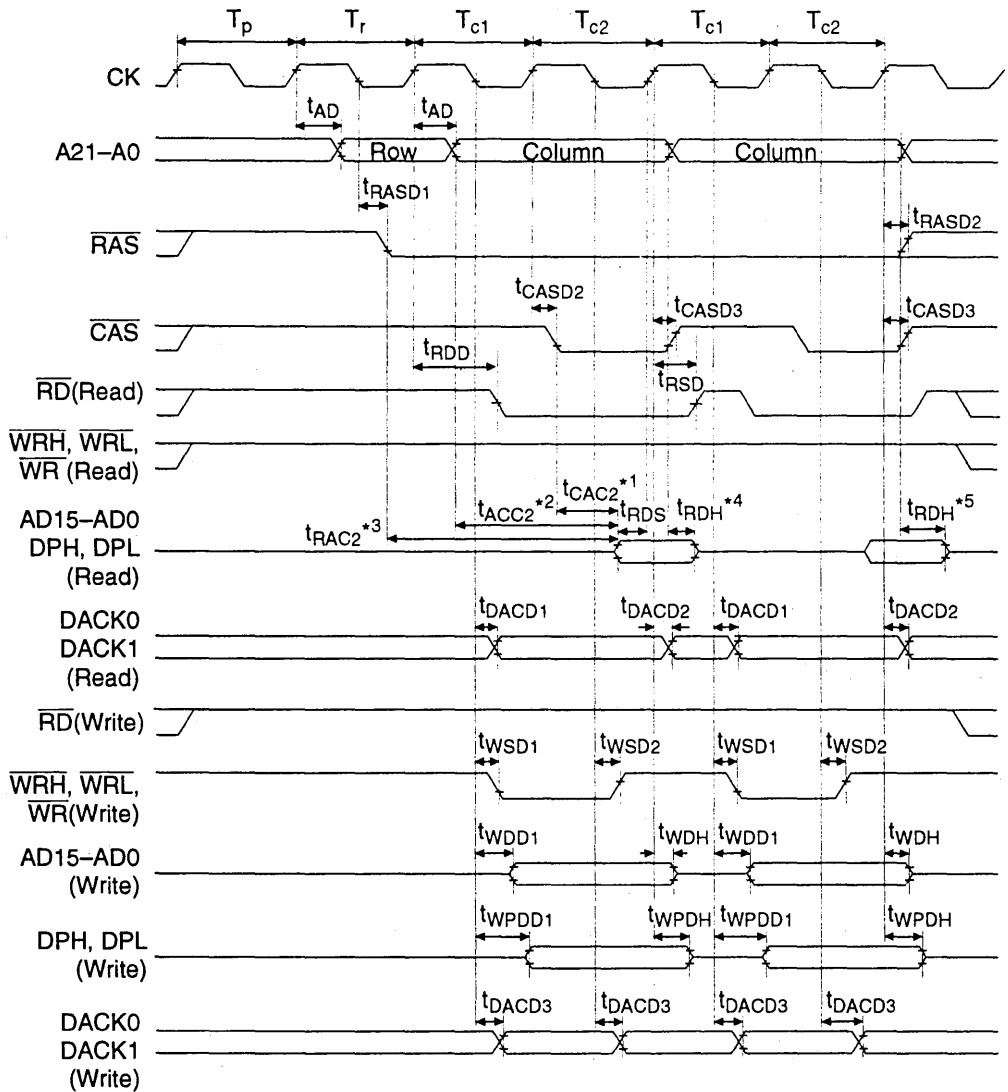 Tp Tr Tc1 Tc2 Tc1 Tc2
CK
tAD tAD
A21–A0 Row Column Column
tRASD1
tRASD2
RAS
tCASD2 tCASD3 tCASD3
CAS
tRDD tRSD
RD(Read)
WRH, WRL,
WR (Read)
tCAC2*1
AD15–AD0 tACC2*2 tRDS tRDH*4 tRDH*5
DPH, DPL tRAC2*3
(Read)
DACK0 tDACD1 tDACD2 tDACD1 tDACD2
DACK1
(Read)
RD(Write)
tWSD1 tWSD2 tWSD1 tWSD2
WRH, WRL,
WR(Write)
AD15–AD0 tWDD1 tWDH tWDD1 tWDH
(Write)
DPH, DPL tWPDD1 tWPDH tWPDD1 tWPDH
(Write)
DACK0 tDACD3 tDACD3 tDACD3 tDACD3
DACK1
(Write)